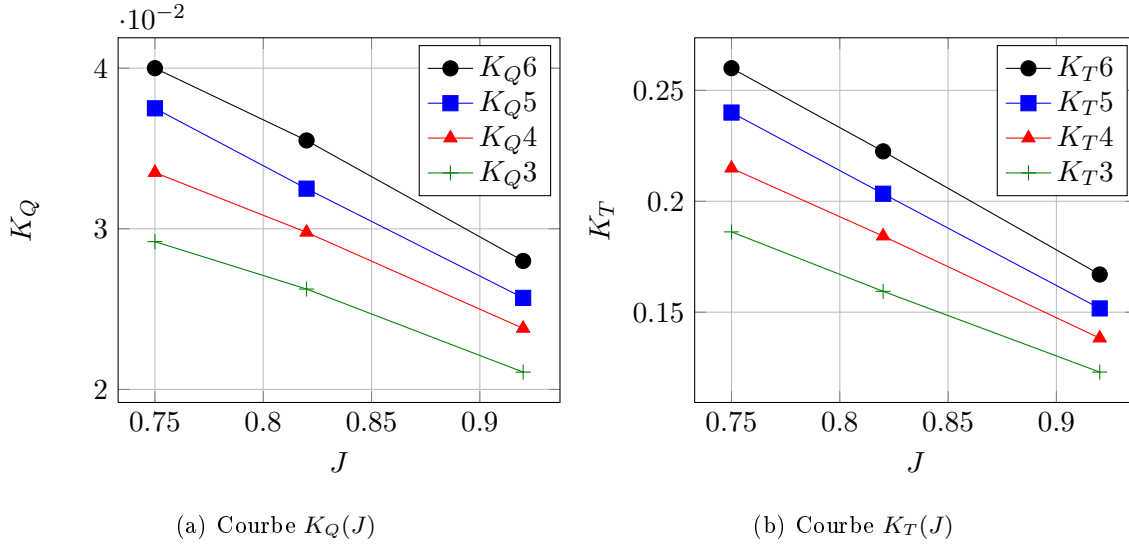 ·10−2
4
3
2
K_Q
0.75 0.8 0.85 0.9
J
K_Q6
K_Q5
K_Q4
K_Q3
(a) Courbe K_Q(J)
0.25
0.2
0.15
K_T
0.75 0.8 0.85 0.9
J
K_T6
K_T5
K_T4
K_T3
(b) Courbe K_T(J)